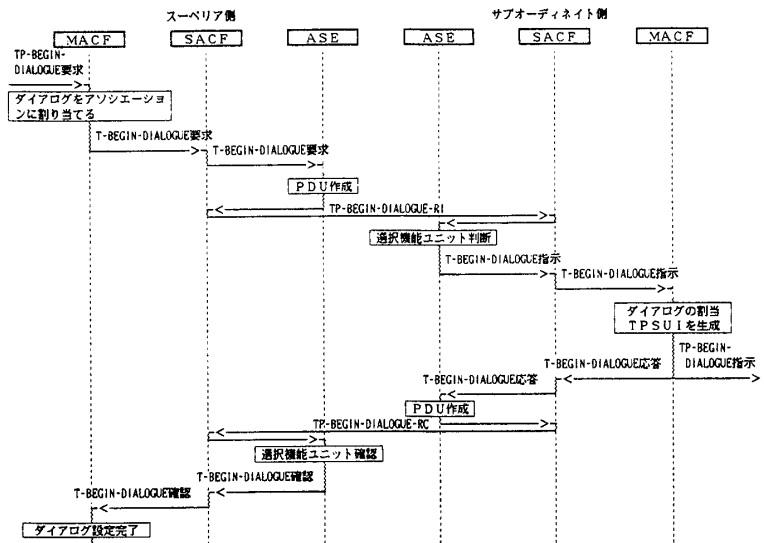 スーペリア側
サブオーディネイト側
MACF
SACF
ASE
ASE
SACF
MACF
TP-BEGIN-
DIALOGUE要求
ダイアログをアソシエーショ
ンに割り当てる
T-BEGIN-DIALOGUE要求
T-BEGIN-DIALOGUE要求
PDU作成
TP-BEGIN-DIALOGUE-RI
選択機能ユニット判断
T-BEGIN-DIALOGUE指示
T-BEGIN-DIALOGUE指示
ダイアログの割当
TPSUIを生成
TP-BEGIN-
DIALOGUE指示
T-BEGIN-DIALOGUE応答
T-BEGIN-DIALOGUE応答
PDU作成
TP-BEGIN-DIALOGUE-RC
選択機能ユニット確認
T-BEGIN-DIALOGUE確認
T-BEGIN-DIALOGUE確認
ダイアログ設定完了